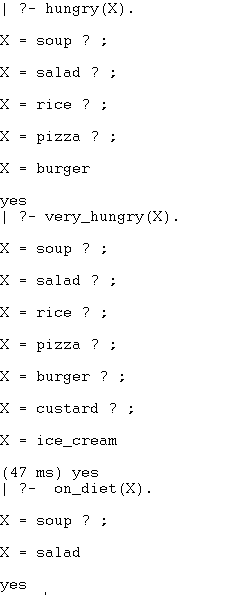 | ?- hungry(X).
X = soup ? ;
X = salad ? ;
X = rice ? ;
X = pizza ? ;
X = burger
yes
| ?- very_hungry(X).
X = soup ? ;
X = salad ? ;
X = rice ? ;
X = pizza ? ;
X = burger ? ;
X = custard ? ;
X = ice_cream
(47 ms) yes
| ?-  on_diet(X).
X = soup ? ;
X = salad
yes